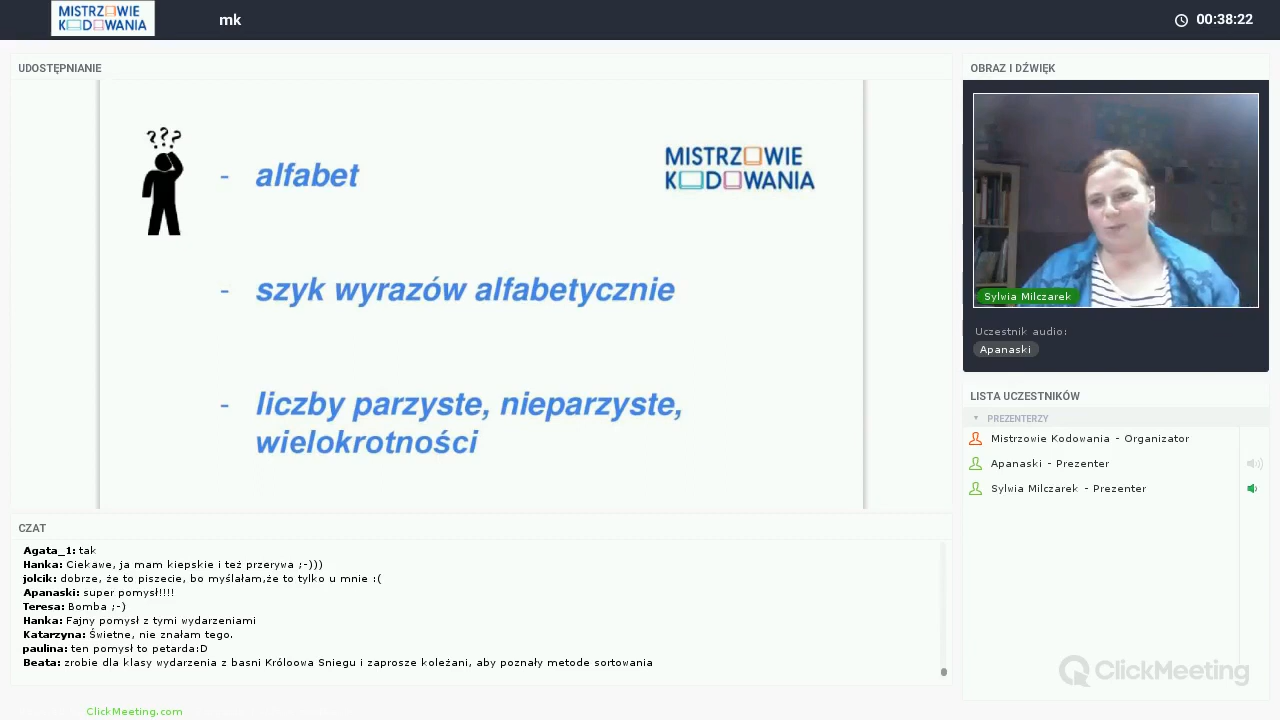 MISTRZOWIE
KODOWANIA
mk
00:38:22
UDOSTĘPNIANIE
???
- alfabet
MISTRZOWIE
KODOWANIA
- szyk wyrazów alfabetycznie
- liczby parzyste, nieparzyste,
wielokrotności
OBRAZ I DŹWIĘK
Sylwia Milczarek
Uczestnik audio:
Apanaski
LISTA UCZESTNIKÓW
PREZENTERZY
Mistrzowie Kodowania - Organizator
Apanaski - Prezenter
Sylwia Milczarek - Prezenter
CZAT
Agata_1: tak
Hanka: Ciekawe, ja mam kiepskie i też przerywa ;-)))
jolcik: dobrze, że to piszecie, bo myślałam,że to tylko u mnie :(
Apanaski: super pomysł!!!!
Teresa: Bomba ;-)
Hanka: Fajny pomysł z tymi wydarzeniami
Katarzyna: Świetne, nie znałam tego.
paulina: ten pomysł to petarda:D
Beata: zrobie dla klasy wydarzenia z basni Króloowa Sniegu i zaprosze koleżani, aby poznały metode sortowania
ClickMeeting
ClickMeeting.com